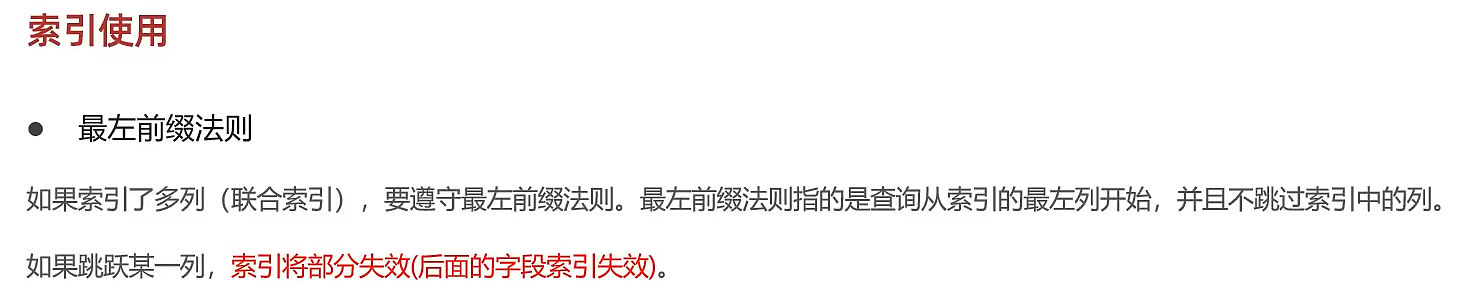 索引使用
● 最左前缀法则
如果索引了多列（联合索引），要遵守最左前缀法则。最左前缀法则指的是查询从索引的最左列开始，并且不跳过索引中的列。
如果跳跃某一列，索引将部分失效(后面的字段索引失效)。